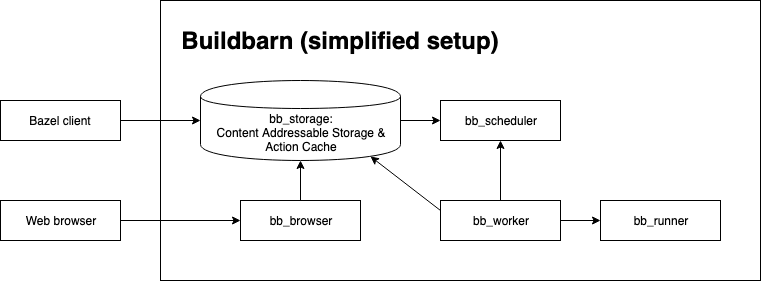 Buildbarn (simplified setup)
bb_storage:
Content Addressable Storage &
Action Cache
Bazel client
bb_scheduler
Web browser
bb_browser
bb_worker
bb_runner